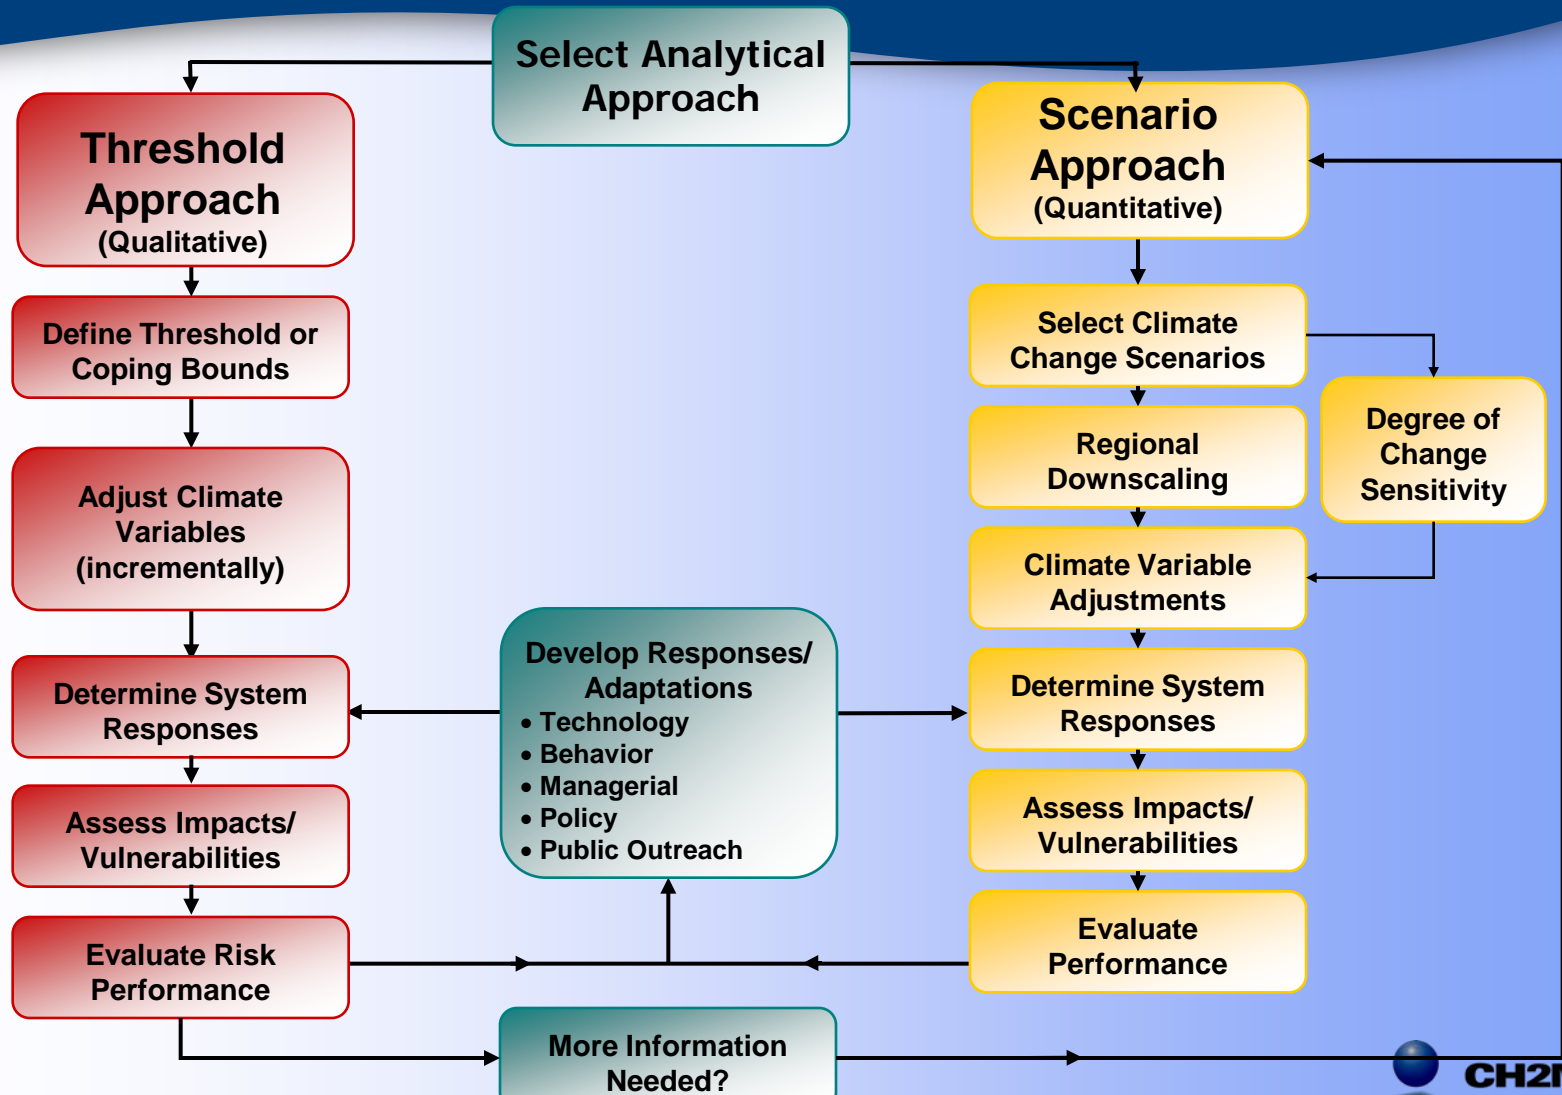 Select Analytical
Approach
Threshold
Approach
(Qualitative)
Define Threshold or
Coping Bounds
Adjust Climate
Variables
(incrementally)
Determine System
Responses
Assess Impacts/
Vulnerabilities
Evaluate Risk
Performance
Develop Responses/
Adaptations
• Technology
• Behavior
• Managerial
• Policy
• Public Outreach
More Information
Needed?
Scenario
Approach
(Quantitative)
Select Climate
Change Scenarios
Regional
Downscaling
Degree of
Change
Sensitivity
Climate Variable
Adjustments
Determine System
Responses
Assess Impacts/
Vulnerabilities
Evaluate
Performance